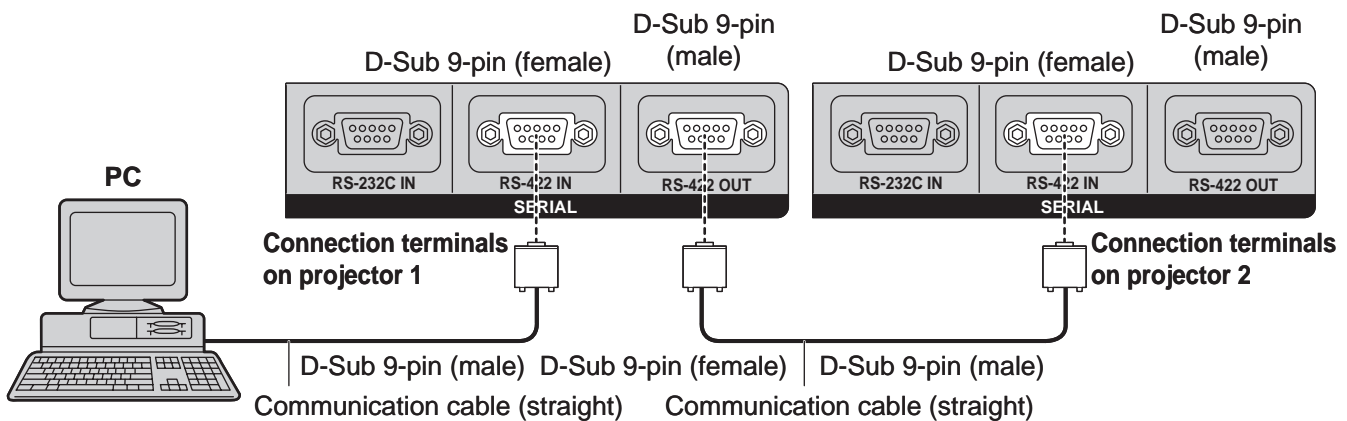 D-Sub 9-pin
(male)
D-Sub 9-pin (female)
D-Sub 9-pin
(male)
D-Sub 9-pin (female)
RS-232C IN
RS-422 IN
RS-422 OUT
SERIAL
RS-232C IN
RS-422 IN
RS-422 OUT
SERIAL
PC
Connection terminals
on projector 1
Connection terminals
on projector 2
D-Sub 9-pin (male)
D-Sub 9-pin (female)
D-Sub 9-pin (male)
Communication cable (straight)
Communication cable (straight)